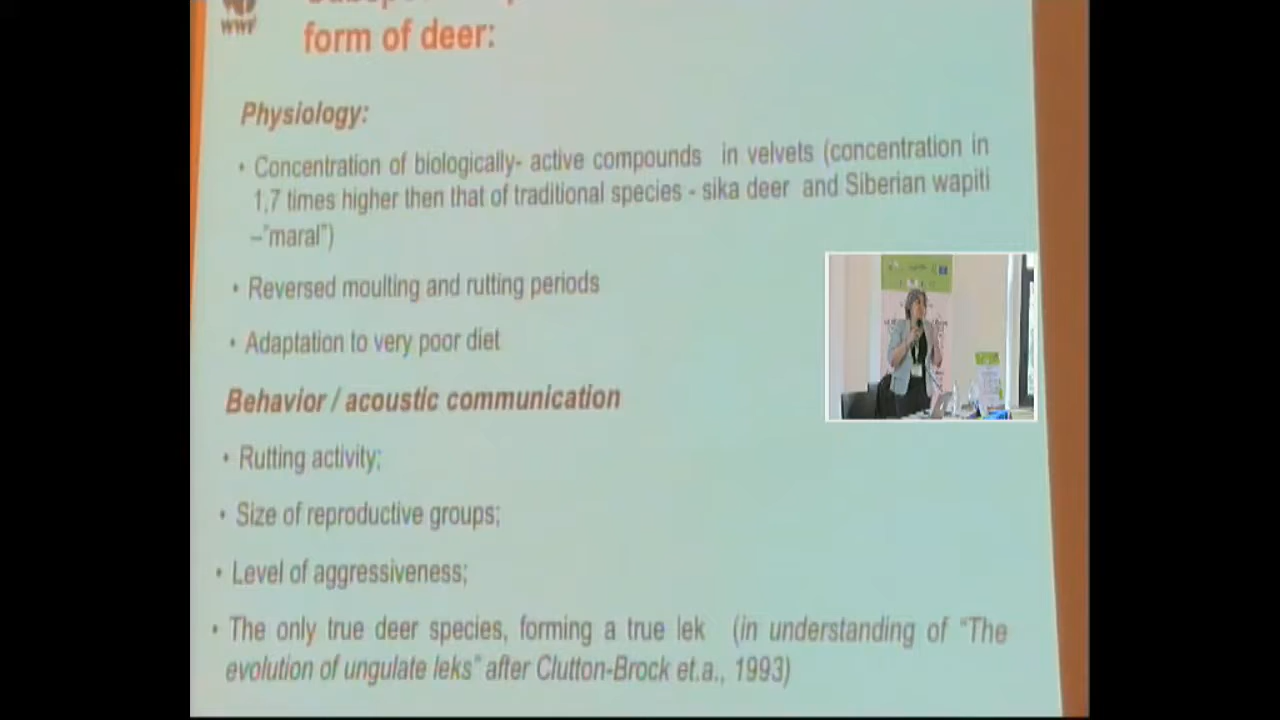 WWF
form of deer:
Physiology:
• Concentration of biologically- active compounds in velvets (concentration in
1,7 times higher then that of traditional species - sika deer and Siberian wapiti
–"maral")
• Reversed moulting and rutting periods
• Adaptation to very poor diet
Behavior / acoustic communication
• Rutting activity;
• Size of reproductive groups;
• Level of aggressiveness;
• The only true deer species, forming a true lek (in understanding of "The
evolution of ungulate leks" after Clutton-Brock et.a., 1993)